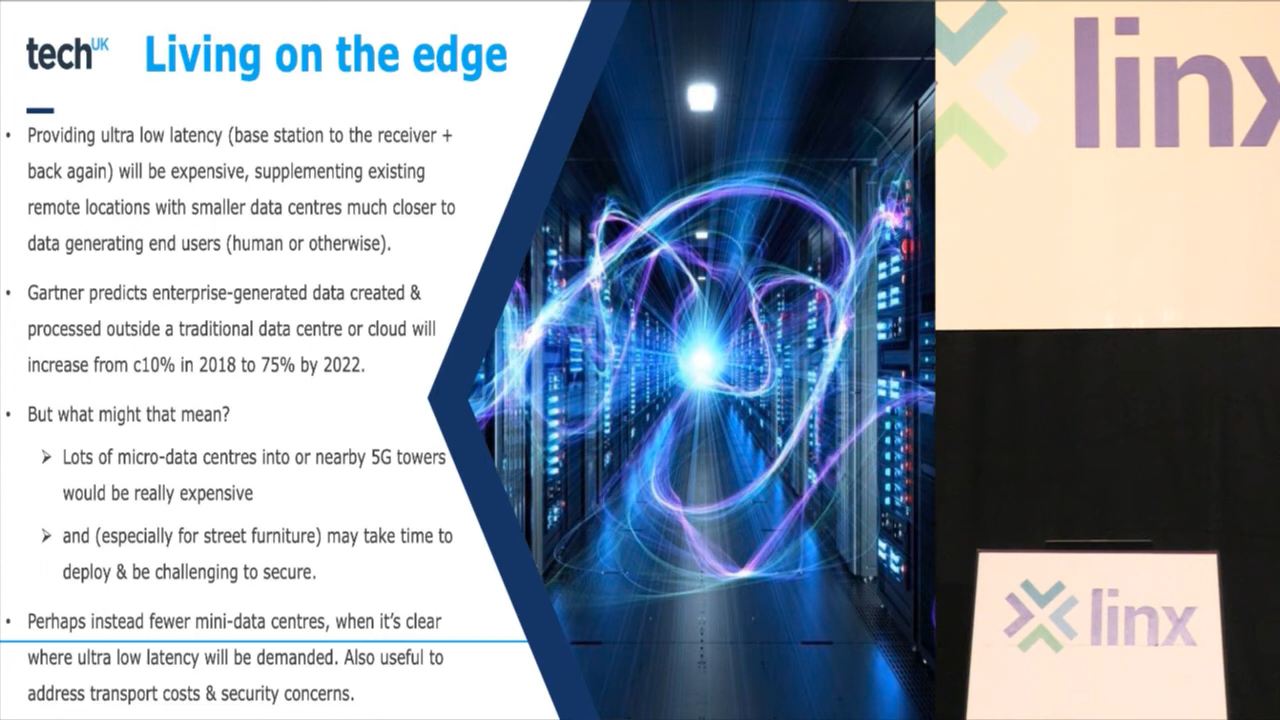 techUK
Living on the edge
• Providing ultra low latency (base station to the receiver +
back again) will be expensive, supplementing existing
remote locations with smaller data centres much closer to
data generating end users (human or otherwise).
• Gartner predicts enterprise-generated data created &
processed outside a traditional data centre or cloud will
increase from c10% in 2018 to 75% by 2022.
• But what might that mean?
➢ Lots of micro-data centres into or nearby 5G towers
would be really expensive
➢ and (especially for street furniture) may take time to
deploy & be challenging to secure.
• Perhaps instead fewer mini-data centres, when it’s clear
where ultra low latency will be demanded. Also useful to
address transport costs & security concerns.
linx
linx